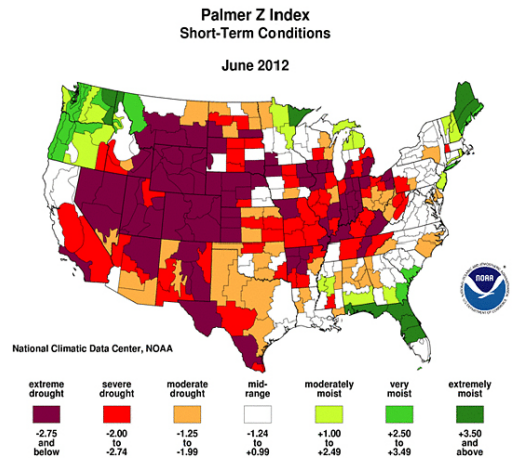 Palmer Z Index
Short-Term Conditions
June 2012
NOAA
National Climatic Data Center, NOAA
extreme drought
severe drought
moderate drought
mid-range
moderately moist
very moist
extremely moist
-2.75 and below
-2.00 to -2.74
-1.25 to -1.99
-1.24 to +0.99
+1.00 to +2.49
+2.50 to +3.49
+3.50 and above